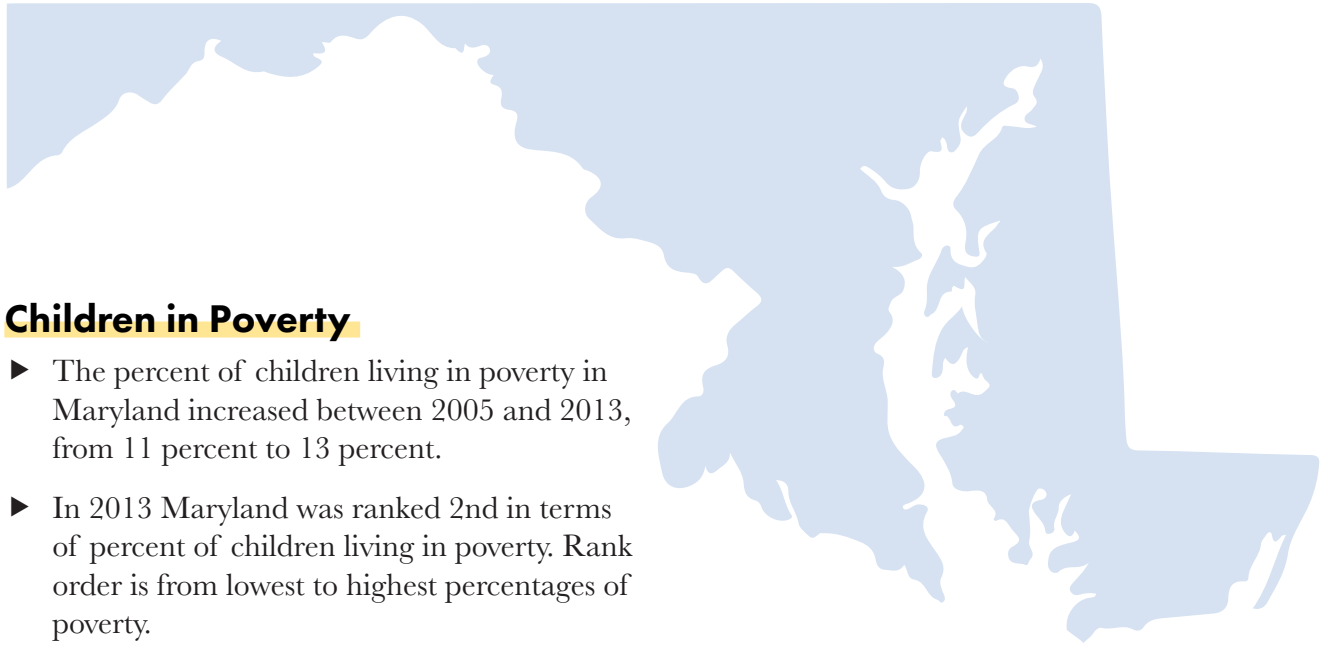 Children in Poverty
▶ The percent of children living in poverty in
Maryland increased between 2005 and 2013,
from 11 percent to 13 percent.
▶ In 2013 Maryland was ranked 2nd in terms
of percent of children living in poverty. Rank
order is from lowest to highest percentages of
poverty.